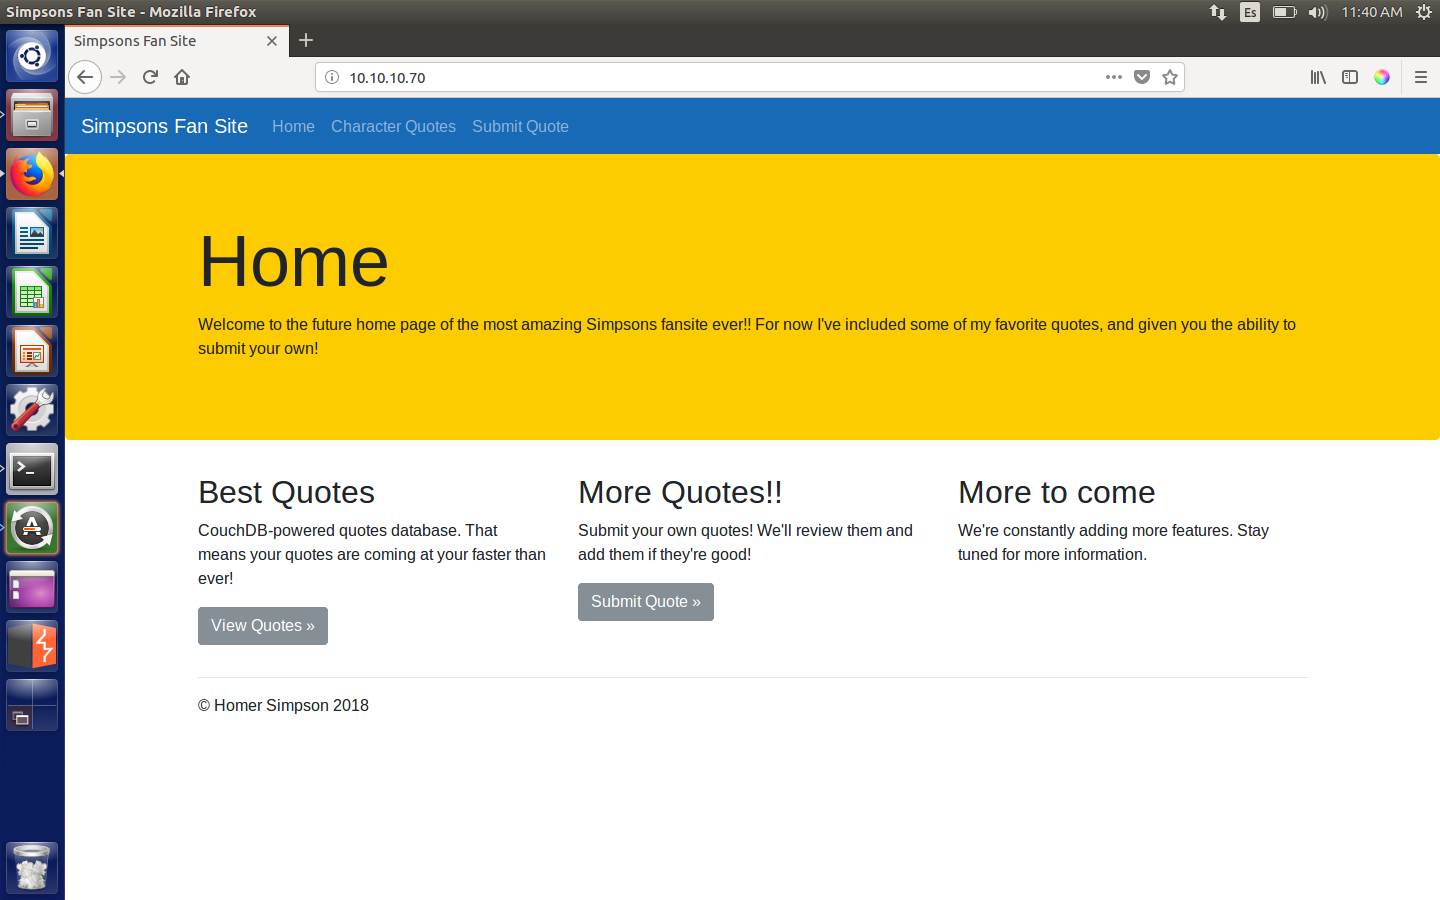 Simpsons Fan Site - Mozilla Firefox
Es
11:40 AM
Simpsons Fan Site
10.10.10.70
Simpsons Fan Site Home Character Quotes Submit Quote
Home
Welcome to the future home page of the most amazing Simpsons fansite ever!! For now I've included some of my favorite quotes, and given you the ability to
submit your own!
Best Quotes
CouchDB-powered quotes database. That
means your quotes are coming at your faster than
ever!
View Quotes »
More Quotes!!
Submit your own quotes! We'll review them and
add them if they're good!
Submit Quote »
More to come
We're constantly adding more features. Stay
tuned for more information.
© Homer Simpson 2018